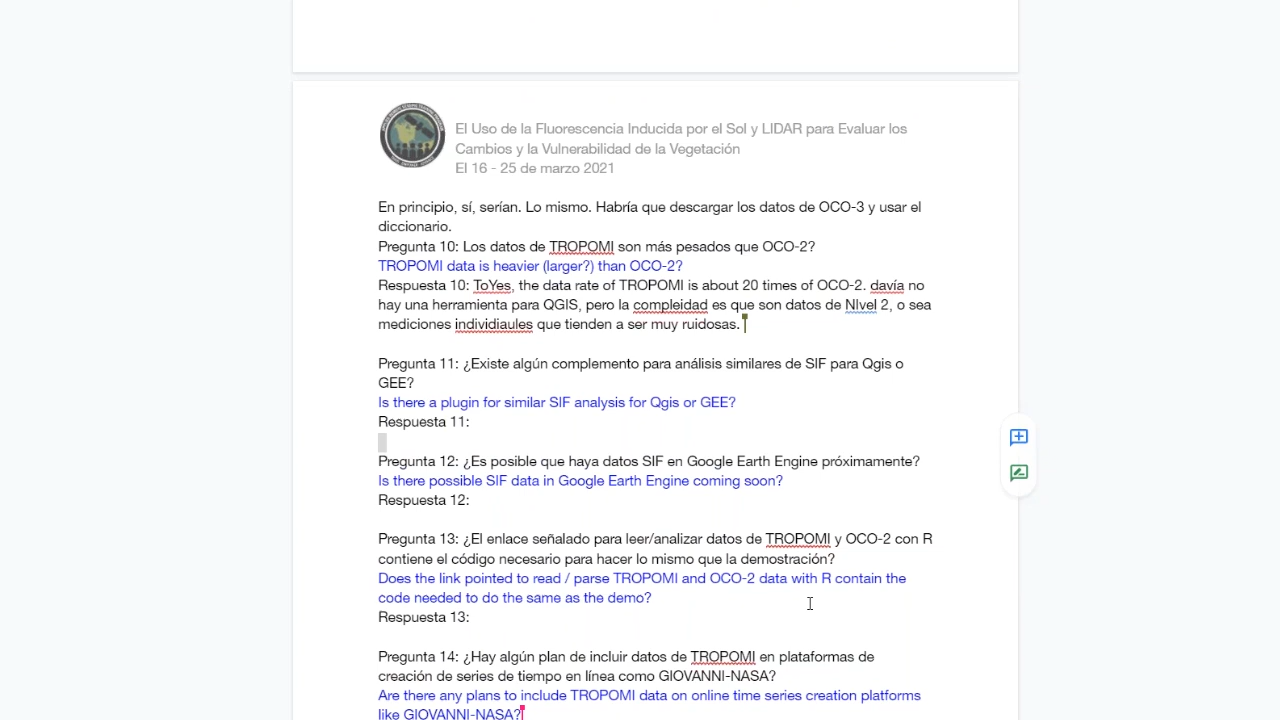 El Uso de la Fluorescencia Inducida por el Sol y LIDAR para Evaluar los
Cambios y la Vulnerabilidad de la Vegetación
El 16 - 25 de marzo 2021
En principio, sí, serían. Lo mismo. Habría que descargar los datos de OCO-3 y usar el
diccionario.
Pregunta 10: Los datos de TROPOMI son más pesados que OCO-2?
TROPOMI data is heavier (larger?) than OCO-2?
Respuesta 10: ToYes, the data rate of TROPOMI is about 20 times of OCO-2. davía no
hay una herramienta para QGIS, pero la compleidad es que son datos de NIvel 2, o sea
mediciones individiaules que tienden a ser muy ruidosas.
Pregunta 11: ¿Existe algún complemento para análisis similares de SIF para Qgis o
GEE?
Is there a plugin for similar SIF analysis for Qgis or GEE?
Respuesta 11:
Pregunta 12: ¿Es posible que haya datos SIF en Google Earth Engine próximamente?
Is there possible SIF data in Google Earth Engine coming soon?
Respuesta 12:
Pregunta 13: ¿El enlace señalado para leer/analizar datos de TROPOMI y OCO-2 con R
contiene el código necesario para hacer lo mismo que la demostración?
Does the link pointed to read / parse TROPOMI and OCO-2 data with R contain the
code needed to do the same as the demo?
Respuesta 13:
Pregunta 14: ¿Hay algún plan de incluir datos de TROPOMI en plataformas de
creación de series de tiempo en línea como GIOVANNI-NASA?
Are there any plans to include TROPOMI data on online time series creation platforms
like GIOVANNI-NASA?